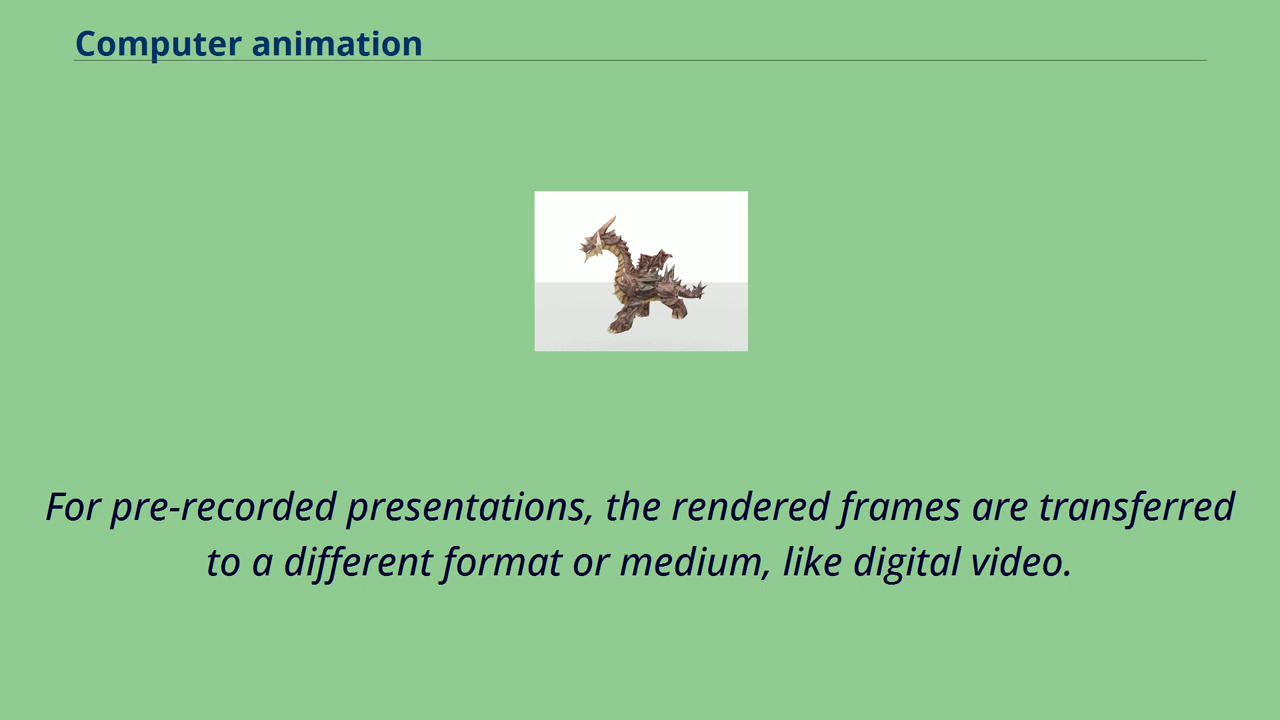 Computer animation
For pre-recorded presentations, the rendered frames are transferred
to a different format or medium, like digital video.